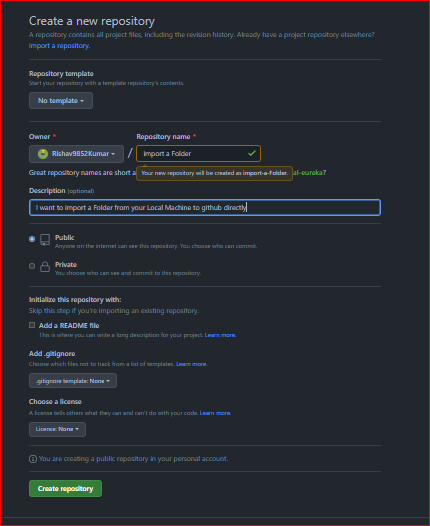 Create a new repository
A repository contains all project files, including the revision history. Already have a project repository elsewhere?
Import a repository.
Repository template
Start your repository with a template repository's contents.
No template
Owner * Repository name *
Rishav9852Kumar / Import a Folder
Great repository names are short a
Your new repository will be created as import-a-Folder.
al-eureka?
Description (optional)
I want to import a Folder from your Local Machine to github directly
Public
Anyone on the internet can see this repository. You choose who can commit.
Private
You choose who can see and commit to this repository.
Initialize this repository with:
Skip this step if you're importing an existing repository.
Add a README file
This is where you can write a long description for your project. Learn more.
Add .gitignore
Choose which files not to track from a list of templates. Learn more.
.gitignore template: None
Choose a license
A license tells others what they can and can't do with your code. Learn more.
License: None
You are creating a public repository in your personal account.
Create repository